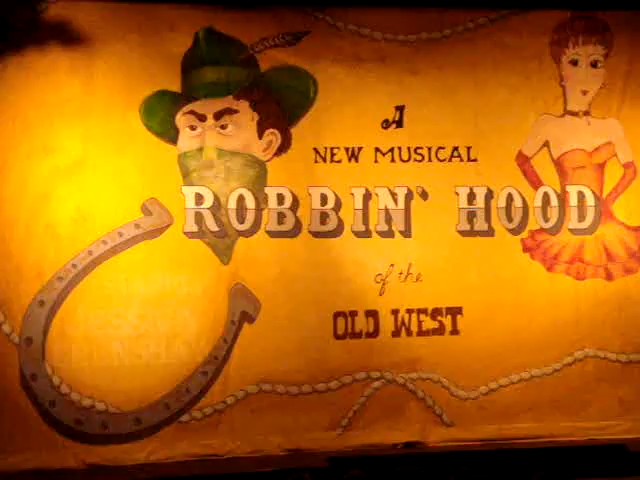 A
NEW MUSICAL
ROBBIN' HOOD
of the
OLD WEST